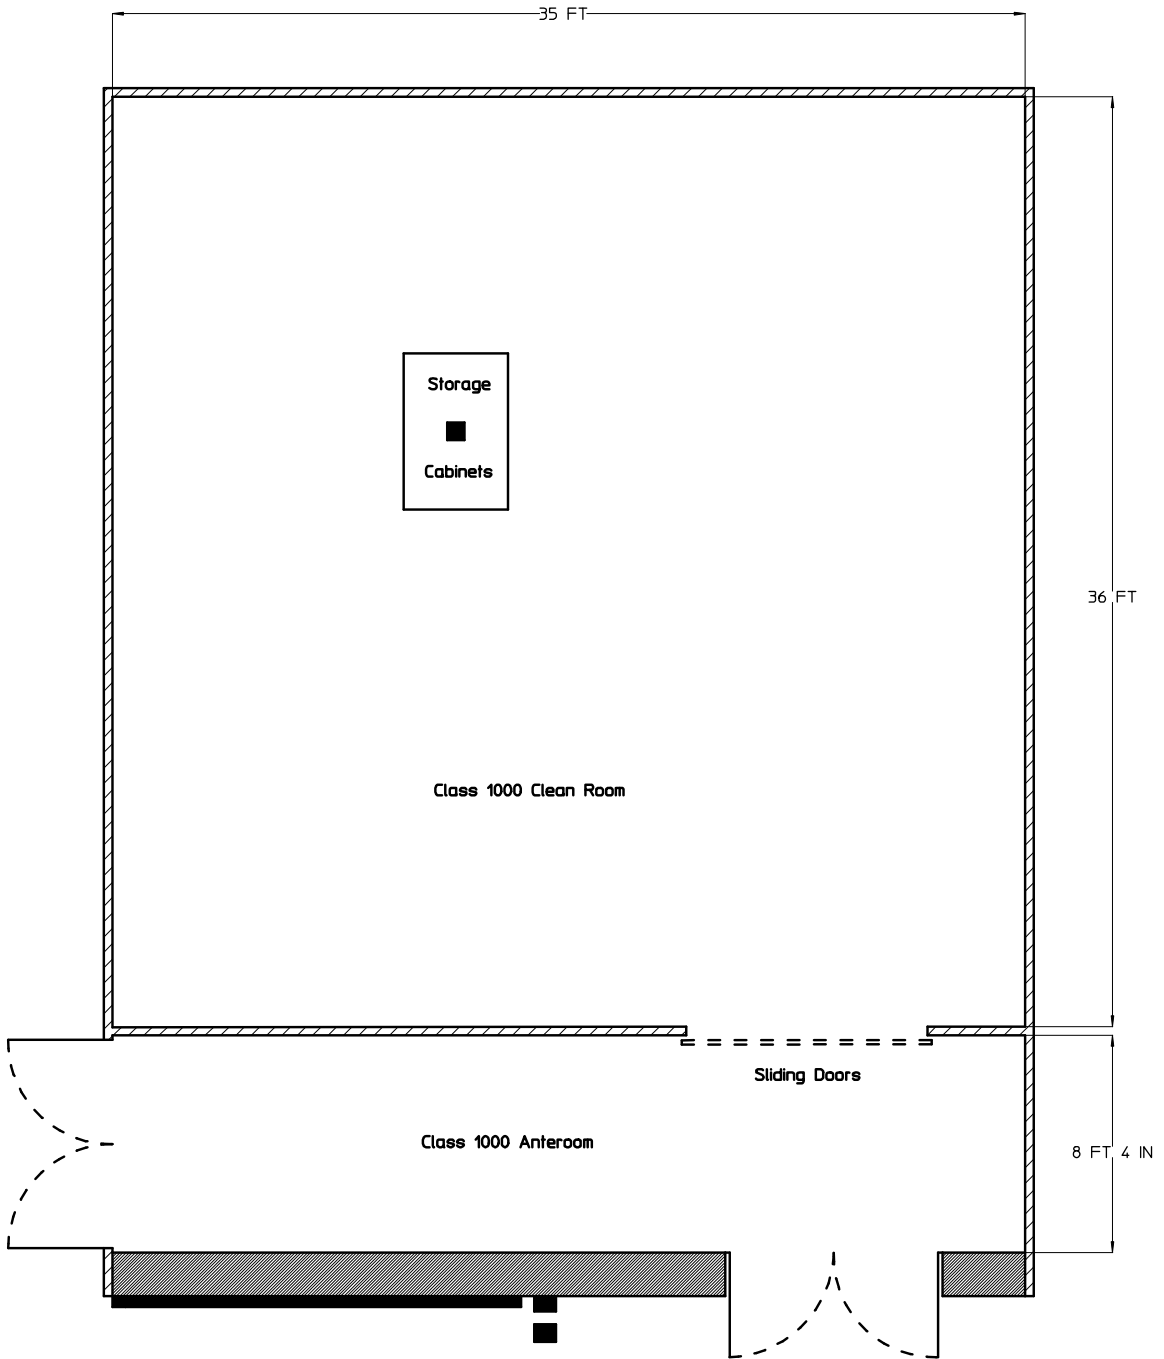 35 FT
Storage
Cabinets
36 FT
Class 1000 Clean Room
Sliding Doors
Class 1000 Anteroom
8 FT 4 IN